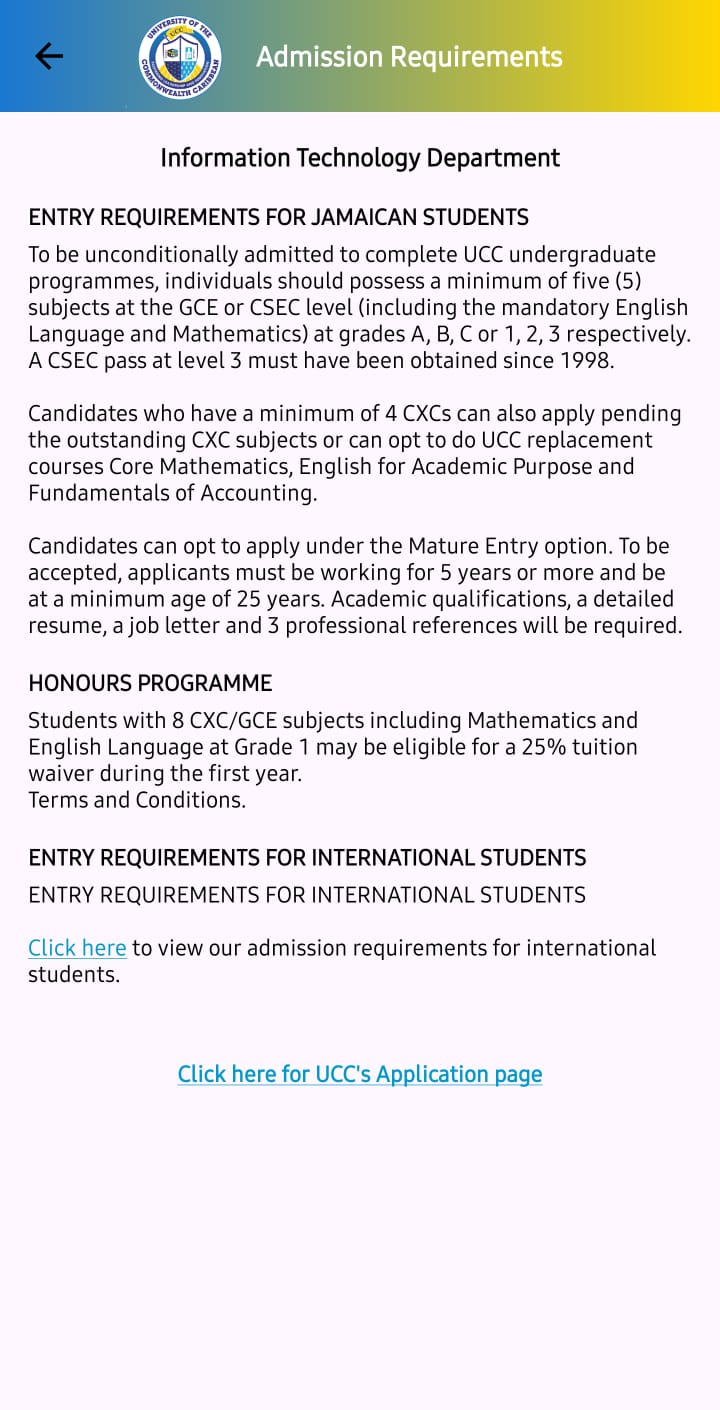 UNIVERSITY OF THE
UCC
COMMONWEALTH CARIBBEAN
Admission Requirements
Information Technology Department
ENTRY REQUIREMENTS FOR JAMAICAN STUDENTS
To be unconditionally admitted to complete UCC undergraduate
programmes, individuals should possess a minimum of five (5)
subjects at the GCE or CSEC level (including the mandatory English
Language and Mathematics) at grades A, B, C or 1, 2, 3 respectively.
A CSEC pass at level 3 must have been obtained since 1998.
Candidates who have a minimum of 4 CXCs can also apply pending
the outstanding CXC subjects or can opt to do UCC replacement
courses Core Mathematics, English for Academic Purpose and
Fundamentals of Accounting.
Candidates can opt to apply under the Mature Entry option. To be
accepted, applicants must be working for 5 years or more and be
at a minimum age of 25 years. Academic qualifications, a detailed
resume, a job letter and 3 professional references will be required.
HONOURS PROGRAMME
Students with 8 CXC/GCE subjects including Mathematics and
English Language at Grade 1 may be eligible for a 25% tuition
waiver during the first year.
Terms and Conditions.
ENTRY REQUIREMENTS FOR INTERNATIONAL STUDENTS
ENTRY REQUIREMENTS FOR INTERNATIONAL STUDENTS
Click here to view our admission requirements for international
students.
Click here for UCC's Application page